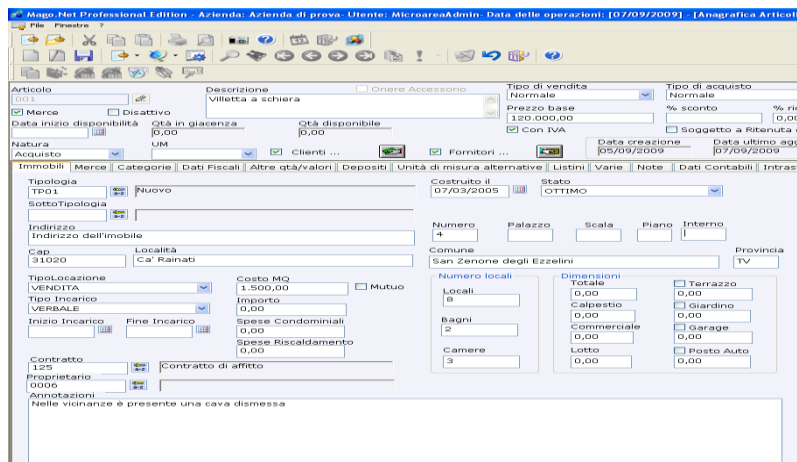 Mago.Net Professional Edition - Azienda: Azienda di prova- Utente: MicroareaAdmin- Data delle operazioni: [07/09/2009] - [Anagrafica Articoli
File Finestre ?
Articolo Descrizione Onere Accessorio Tipo di vendita Tipo di acquisto
001 Villetta a schiera Normale Normale
Merce Disattivo Prezzo base % sconto % ric
120.000,00 0,00
Data inizio disponibilità Qtà in giacenza Qtà disponibile Con IVA Soggetto a Ritenuta
0,00 0,00
Natura UM Data creazione Data ultimo agg
Acquisto Clienti ... Fornitori ... 05/09/2009 07/09/2009
Immobili Merce Categorie Dati Fiscali Altre qtà/valori Depositi Unità di misura alternative Listini Varie Note Dati Contabili Intras
Tipologia Costruito il Stato
TP01 Nuovo 07/03/2005 OTTIMO
SottoTipologia
Indirizzo Numero Palazzo Scala Piano Interno
Indirizzo dell'imobile 4
Cap Località Comune Provincia
31020 Ca' Rainati San Zenone degli Ezzelini TV
TipoLocazione Costo MQ Numero locali Dimensioni
VENDITA 1.500,00 Mutuo Locali Totale Terrazzo
8 0,00 0,00
Tipo Incarico Importo Calpestio Giardino
VERBALE 0,00 0,00 0,00
Inizio Incarico Fine Incarico Spese Condominiali Bagni Commerciale Garage
0,00 2 0,00 0,00
Spese Riscaldamento Camere Lotto Posto Auto
0,00 3 0,00 0,00
Contratto
125 Contratto di affitto
Proprietario
0006
Annotazioni
Nelle vicinanze è presente una cava dismessa